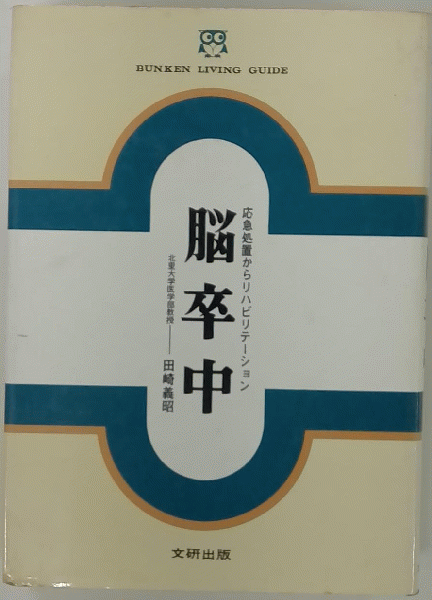 BUNKEN LIVING GUIDE
応急処置からリハビリテーション
脳卒中
北里大学医学部教授――田崎義昭
文研出版